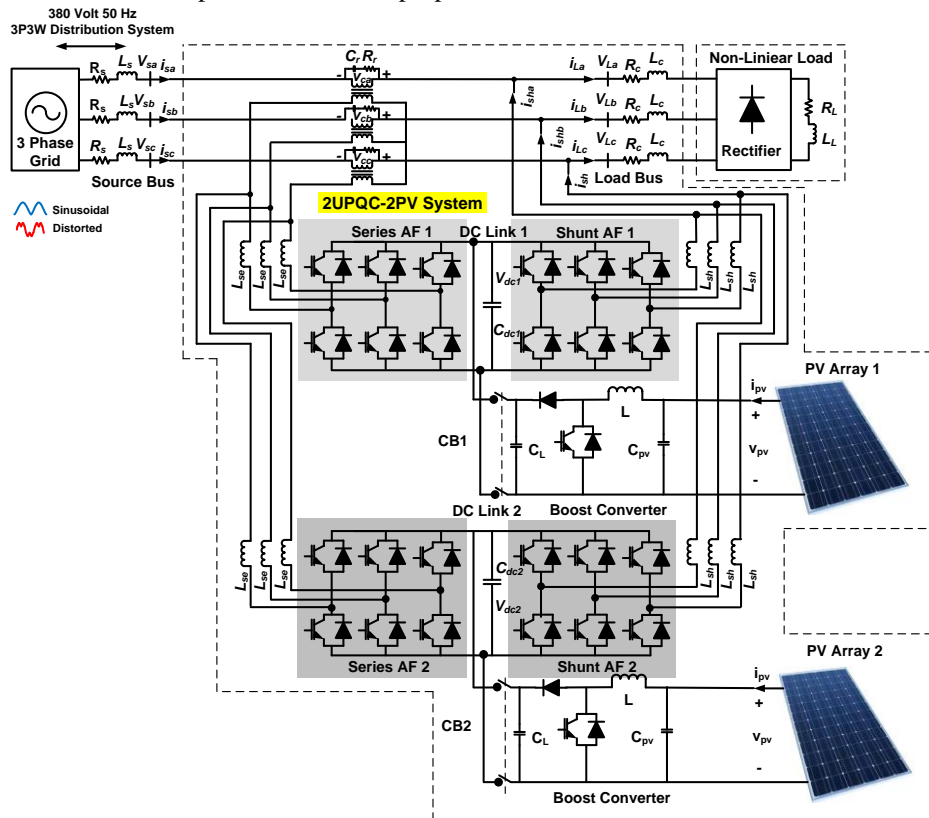 380 Volt 50 Hz
3P3W Distribution System
Rs Ls Vsa isa
Cr Rr
- Vca +
iLa VLa Rc Lc
Non-Liniear Load
Rs Ls Vsb isb
- Vcb +
isha
iLb VLb Rc Lc
RL
LL
3 Phase
Grid
Rs Ls Vsc isc
- Vcc +
ishb
iLc VLc Rc Lc
Rectifier
Source Bus
ish
Load Bus
Sinusoidal
Distorted
2UPQC-2PV System
Series AF 1
DC Link 1
Shunt AF 1
Lse Lse Lse
Vdc1
Cdc1
Lsh Lsh Lsh
PV Array 1
ipv
+
L
CB1
CL
Cpv
vpv
-
DC Link 2
Boost Converter
Lse Lse Lse
Cdc2
Vdc2
Lsh Lsh Lsh
Series AF 2
Shunt AF 2
PV Array 2
ipv
+
L
CB2
CL
Cpv
vpv
-
Boost Converter